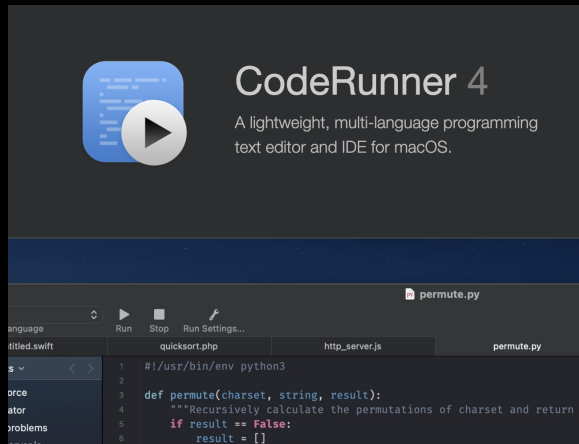 CodeRunner 4
A lightweight, multi-language programming
text editor and IDE for macOS.
permute.py
anguage
Run
Stop
Run Settings...
titled.swift
quicksort.php
http_server.js
permute.py
1 #!/usr/bin/env python3
2
3 def permute(charset, string, result):
4 """Recursively calculate the permutations of charset and return
5 if result == False:
6 result = []
s
orce
ator
problems